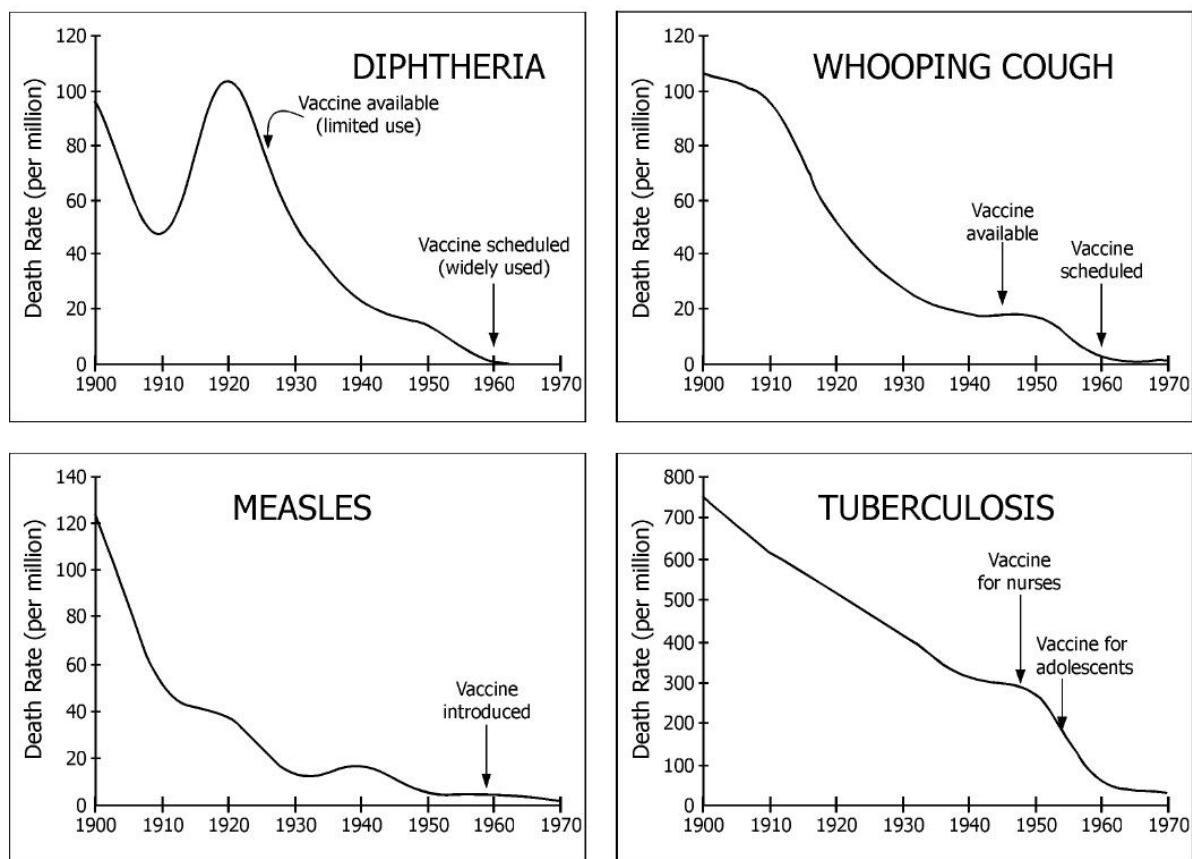 DIPHTHERIA
Death Rate (per million)
120
100
80
60
40
20
0
Vaccine available
(limited use)
Vaccine scheduled
(widely used)
1900 1910 1920 1930 1940 1950 1960 1970
WHOOPING COUGH
Death Rate (per million)
120
100
80
60
40
20
0
Vaccine
available
Vaccine
scheduled
1900 1910 1920 1930 1940 1950 1960 1970
MEASLES
Death Rate (per million)
140
120
100
80
60
40
20
0
Vaccine
introduced
1900 1910 1920 1930 1940 1950 1960 1970
TUBERCULOSIS
Death Rate (per million)
800
700
600
500
400
300
200
100
0
Vaccine
for nurses
Vaccine for
adolescents
1900 1910 1920 1930 1940 1950 1960 1970